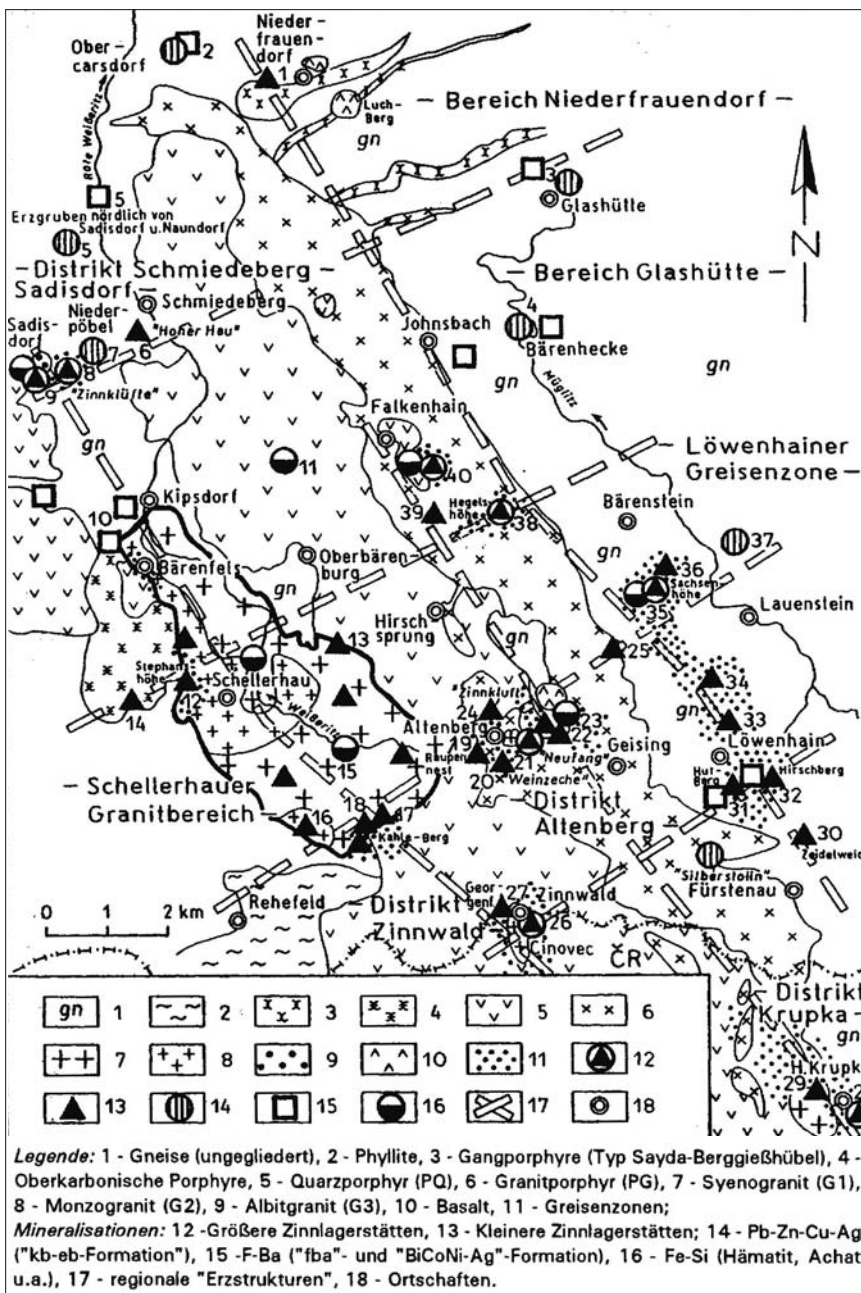 Nieder-
frauen-
dorf
Ober-
carsdorf
2
1
Luch-
Berg
— Bereich Niederfrauendorf —
gn
Rote Weißeritz
3
Glashütte
5
Erzgruben nördlich von
Sadisdorf u. Naundorf
5
N
—Distrikt Schmiedeberg—
Sadisdorf—
— Bereich Glashütte —
Schmiedeberg
Nieder-
pöbel
"Hoher Hau"
Sadis-
dorf
7
6
4
Johnsbach
Bärenhecke
9
8
"Zinnklüfte"
gn
gn
Müglitz
gn
Falkenhain
Löwenhainer
Greisenzone —
11
40
Kipsdorf
10
39
Hegels-
höhe
38
Bärenstein
37
Bärenfels
Oberbären-
burg
gn
gn
36
Sachsen-
höhe
35
Lauenstein
Hirsch
sprung
gn
13
25
Stephan
höhe
12
Schellerhau
14
Weißeritz
"Zinnkluft"
34
24
23
gn
33
Altenberg
19
22
Geising
Löwenhain
15
Raupen-
nest
20
21
"Neufang"
"Weinzeche"
Hut-
Berg
Hirschberg
31
32
— Schellerhauer
Granitbereich —
16
18
17
Kahle-Berg
— Distrikt
Altenberg —
30
Zeidelweid
"Silberstolln"
Fürstenau
0 1 2 km
Rehefeld
— Distrikt
Zinnwald —
Geor-
genf.
27
Zinnwald
26
Cinovec
ČR
— Distrikt
Krupka —
gn
H. Krupk
29
gn 1 2 3 4 5 6
7 8 9 10 11 12
13 14 15 16 17 18
Legende: 1 - Gneise (ungegliedert), 2 - Phyllite, 3 - Gangporphyre (Typ Sayda-Berggießhübel), 4 -
Oberkarbonische Porphyre, 5 - Quarzporphyr (PQ), 6 - Granitporphyr (PG), 7 - Syenogranit (G1),
8 - Monzogranit (G2), 9 - Albitgranit (G3), 10 - Basalt, 11 - Greisenzonen;
Mineralisationen: 12 -Größere Zinnlagerstätten, 13 - Kleinere Zinnlagerstätten; 14 - Pb-Zn-Cu-Ag
("kb-eb-Formation"), 15 -F-Ba ("fba"- und "BiCoNi-Ag"-Formation), 16 - Fe-Si (Hämatit, Achat
u.a.), 17 - regionale "Erzstrukturen", 18 - Ortschaften.